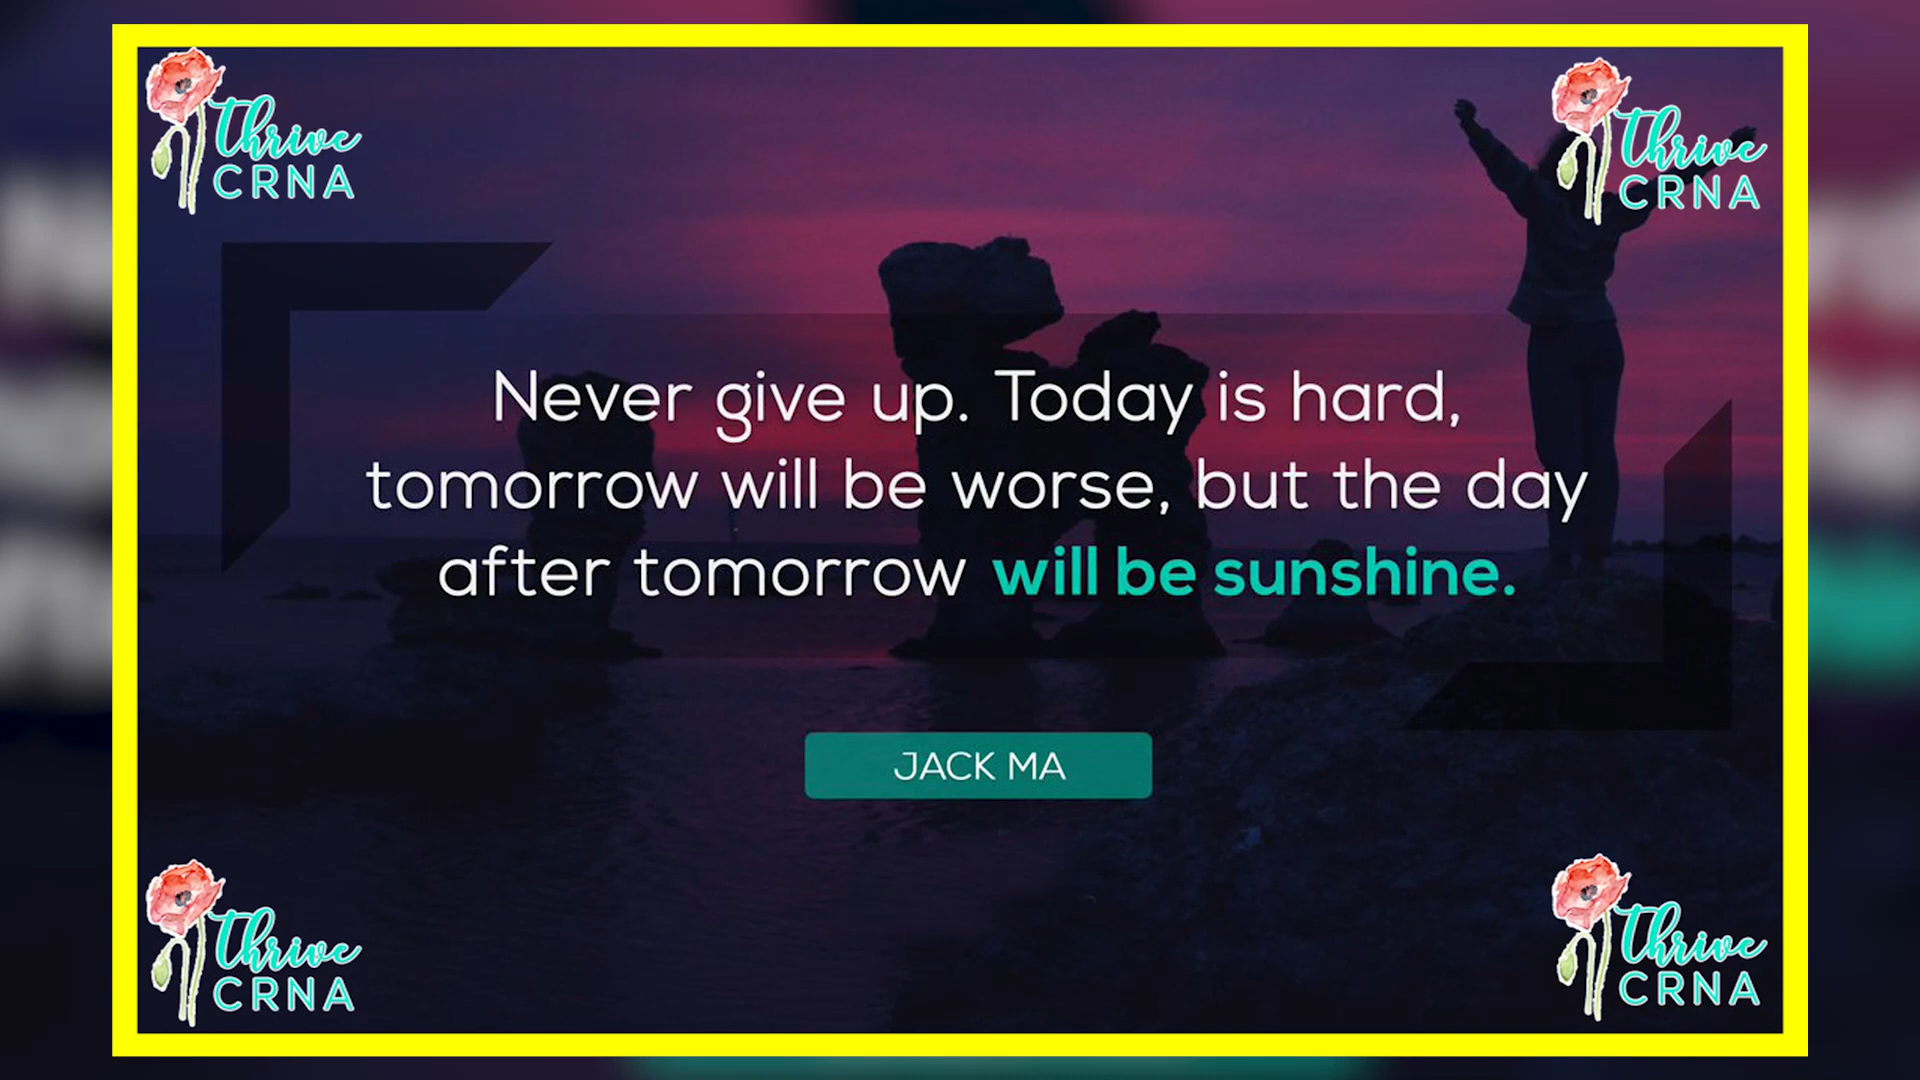 Thrive
CRNA
Thrive
CRNA
Never give up. Today is hard,
tomorrow will be worse, but the day
after tomorrow will be sunshine.
JACK MA
Thrive
CRNA
Thrive
CRNA